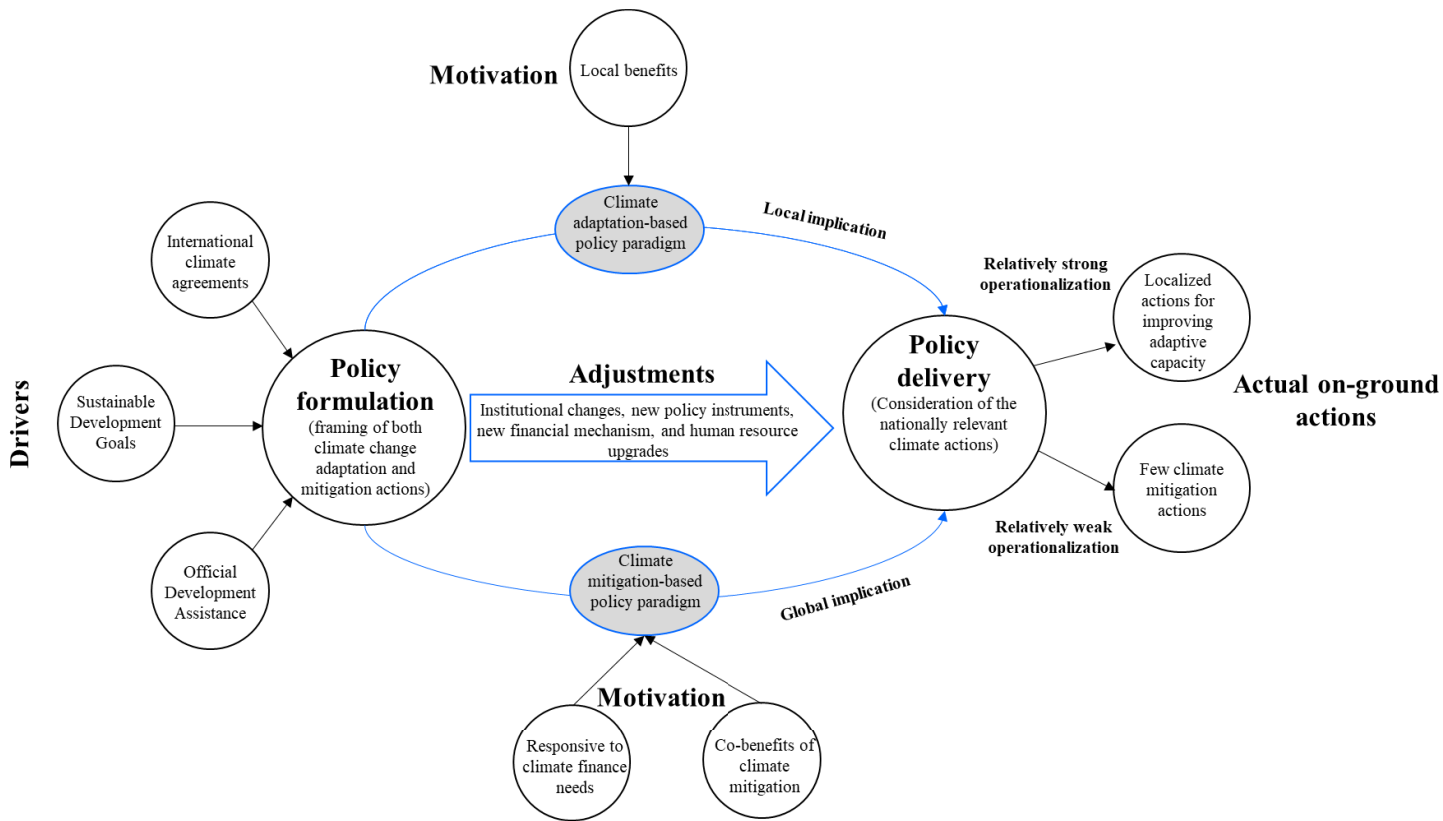 Motivation
Local benefits
Climate
adaptation-based
policy paradigm
Local implication
International
climate
agreements
Relatively strong
operationalization
Localized
actions for
improving
adaptive
capacity
Drivers
Sustainable
Development
Goals
Policy
formulation
(framing of both
climate change
adaptation and
mitigation actions)
Adjustments
Institutional changes, new policy instruments,
new financial mechanism, and human resource
upgrades
Policy
delivery
(Consideration of the
nationally relevant
climate actions)
Actual on-ground
actions
Few climate
mitigation
actions
Relatively weak
operationalization
Official
Development
Assistance
Climate
mitigation-based
policy paradigm
Global implication
Motivation
Responsive to
climate finance
needs
Co-benefits of
climate
mitigation